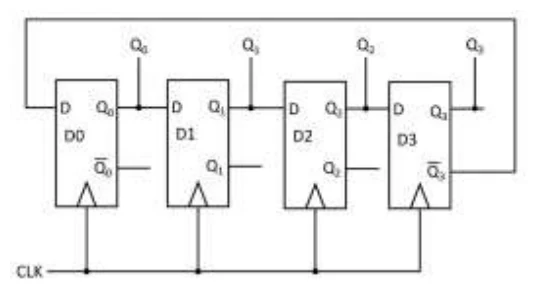 Q₀ Q₁ Q₂ Q₃
D Q₀ D Q₁ D Q₂ D Q₃
D0 D1 D2 D3
Q̅₀ Q₁ Q₂ Q̅₃
CLK